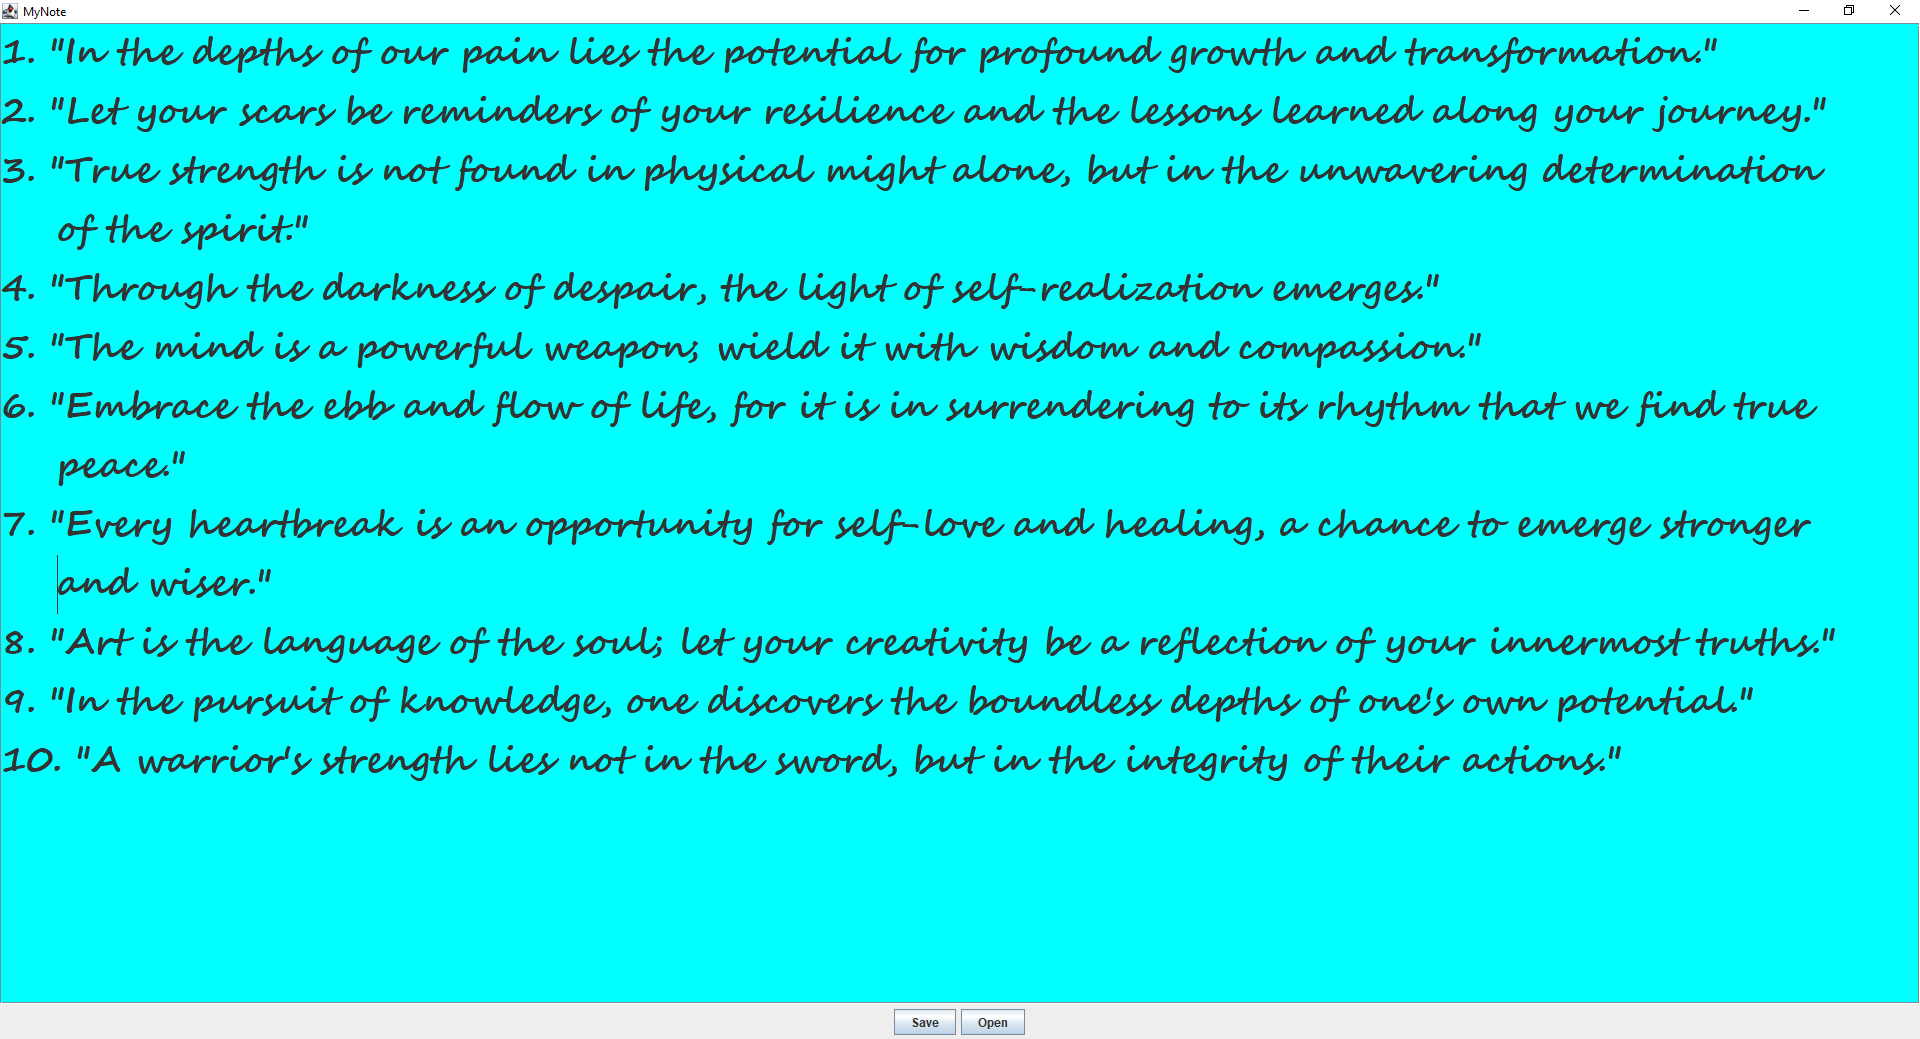 MyNote
1. "In the depths of our pain lies the potential for profound growth and transformation."
2. "Let your scars be reminders of your resilience and the lessons learned along your journey."
3. "True strength is not found in physical might alone, but in the unwavering determination
of the spirit."
4. "Through the darkness of despair, the light of self-realization emerges."
5. "The mind is a powerful weapon; wield it with wisdom and compassion."
6. "Embrace the ebb and flow of life, for it is in surrendering to its rhythm that we find true
peace."
7. "Every heartbreak is an opportunity for self-love and healing, a chance to emerge stronger
and wiser."
8. "Art is the language of the soul; let your creativity be a reflection of your innermost truths."
9. "In the pursuit of knowledge, one discovers the boundless depths of one's own potential."
10. "A warrior's strength lies not in the sword, but in the integrity of their actions."
Save Open